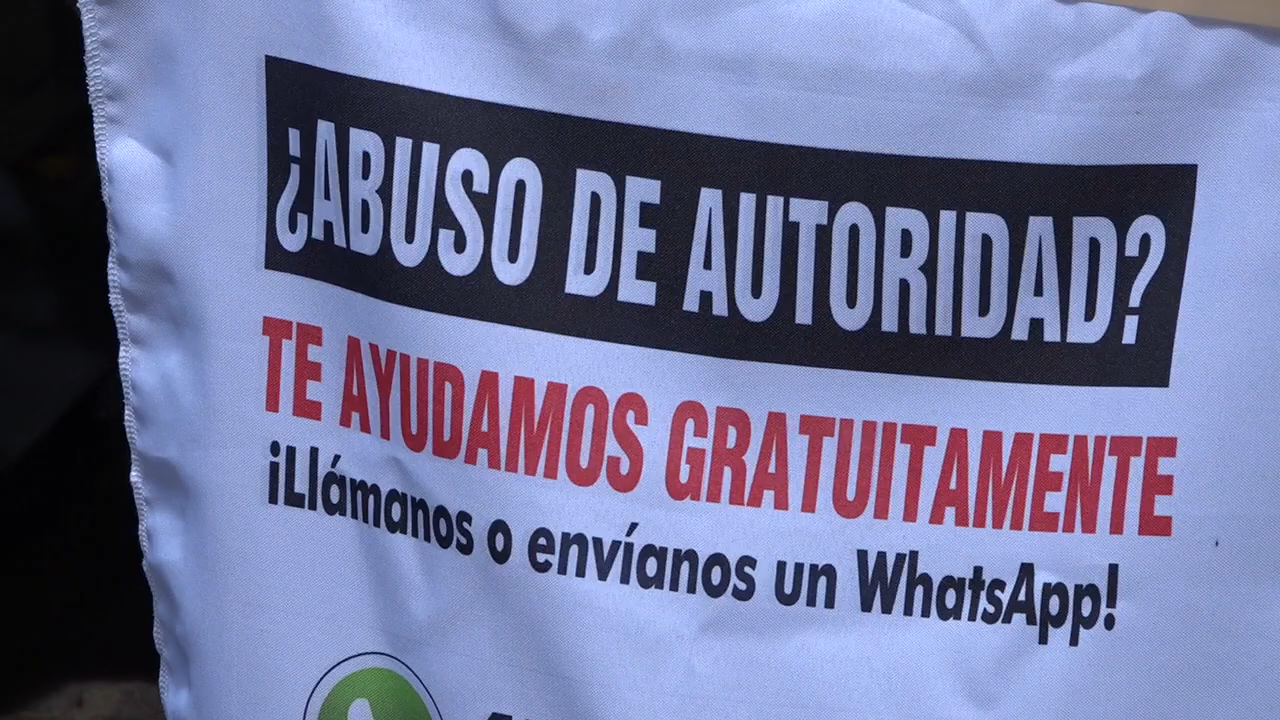 ¿ABUSO DE AUTORIDAD?
TE AYUDAMOS GRATUITAMENTE
¡Llámanos o envíanos un WhatsApp!